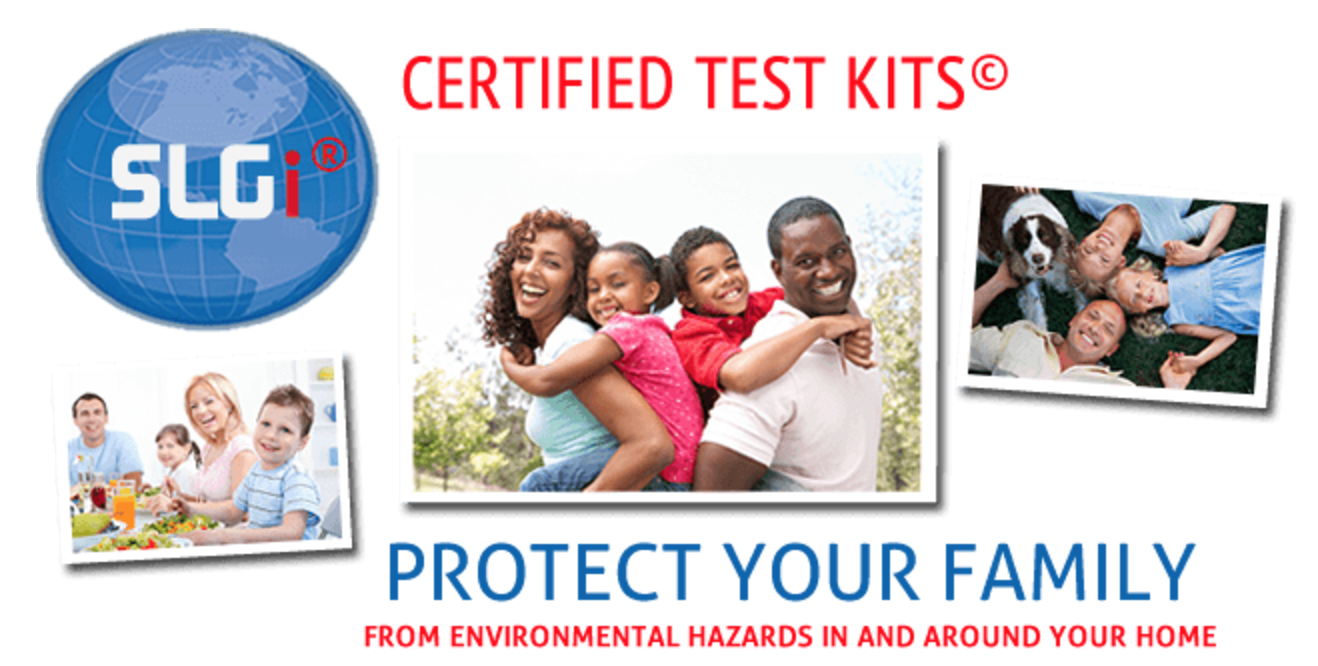 CERTIFIED TEST KITS©
SLGi®
PROTECT YOUR FAMILY
FROM ENVIRONMENTAL HAZARDS IN AND AROUND YOUR HOME